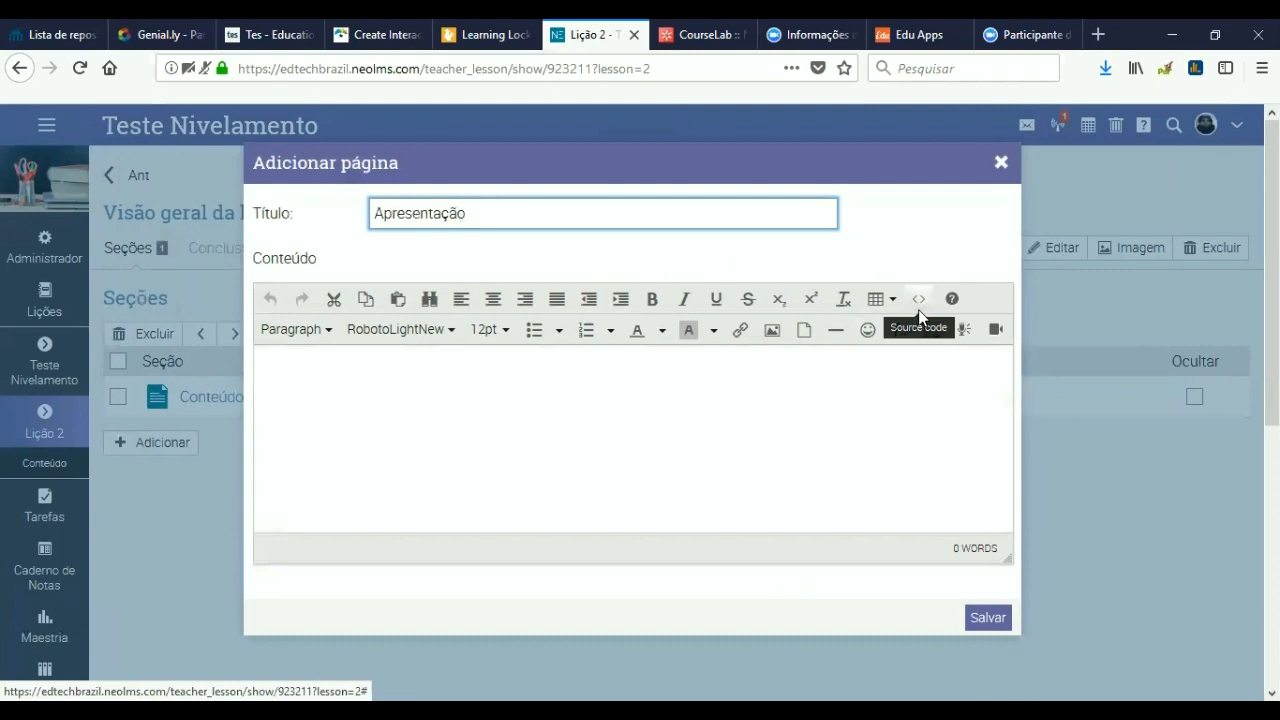 Lista de repos
Genial.ly - Pa
Tes - Educatio
Create Interac
Learning Lock
Lição 2 - T
CourseLab :: N
Informações
Edu Apps
Participante d
https://edtechbrazil.neolms.com/teacher_lesson/show/923211?lesson=2
Pesquisar
Teste Nivelamento
1
Adicionar página
Ant
Título:
Apresentação
Visão geral da
Seções 1
Conclus
Editar
Imagem
Excluir
Conteúdo
Administrador
Lições
Teste
Nivelamento
Lição 2
Conteúdo
Tarefas
Caderno de
Notas
Maestria
Seções
Excluir
Seção
Conteúdo
Adicionar
Ocultar
Paragraph
RobotoLightNew
12pt
Source code
0 WORDS
Salvar
https://edtechbrazil.neolms.com/teacher_lesson/show/923211?lesson=2#